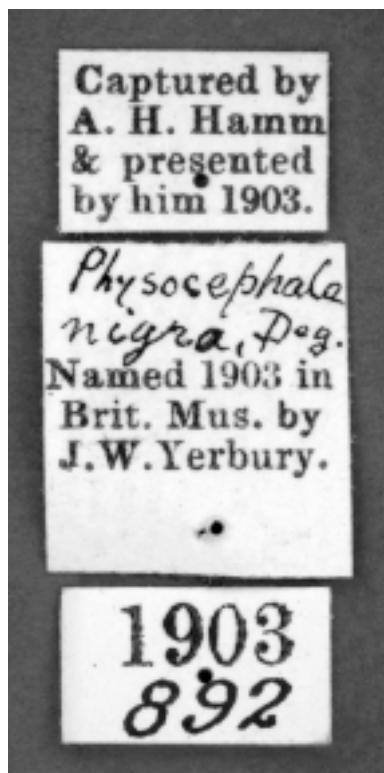 Captured by
A. H. Hamm
& presented
by him 1903.
Physocephala
nigra, Deg.
Named 1903 in
Brit. Mus. by
J.W.Yerbury.
1903
892